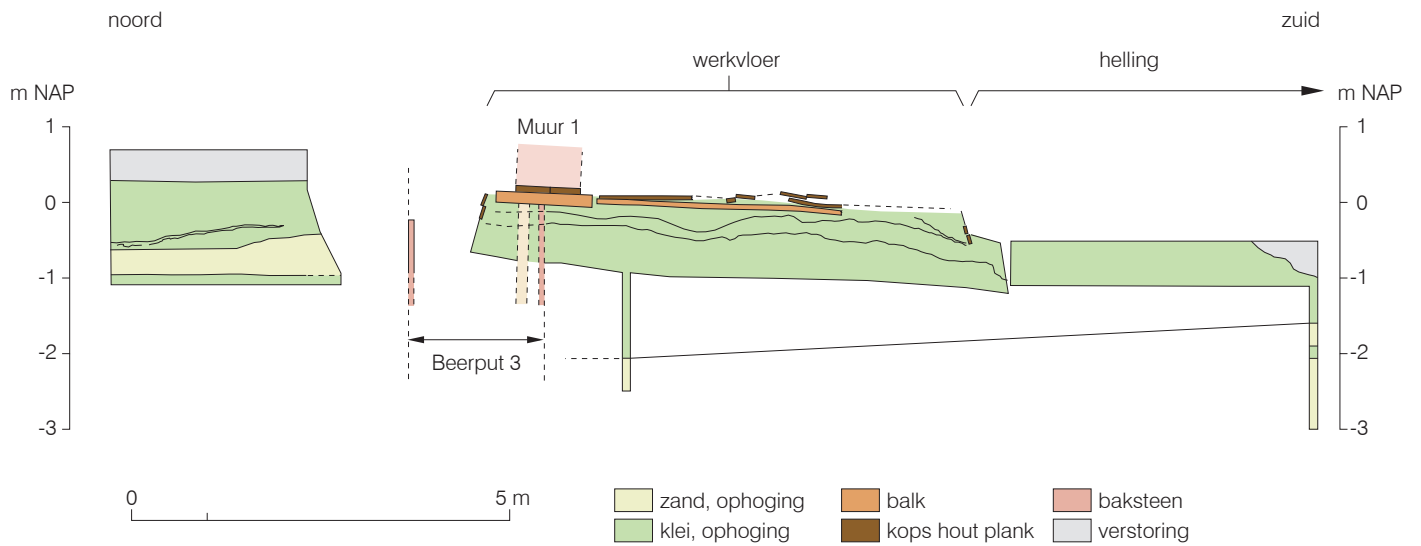 noord
zuid
werkvloer
helling
m NAP
m NAP
1
Muur 1
1
0
0
-1
-1
-2
Beerput 3
-2
-3
-3
0
5 m
zand, ophoging
balk
baksteen
klei, ophoging
kops hout plank
verstoring